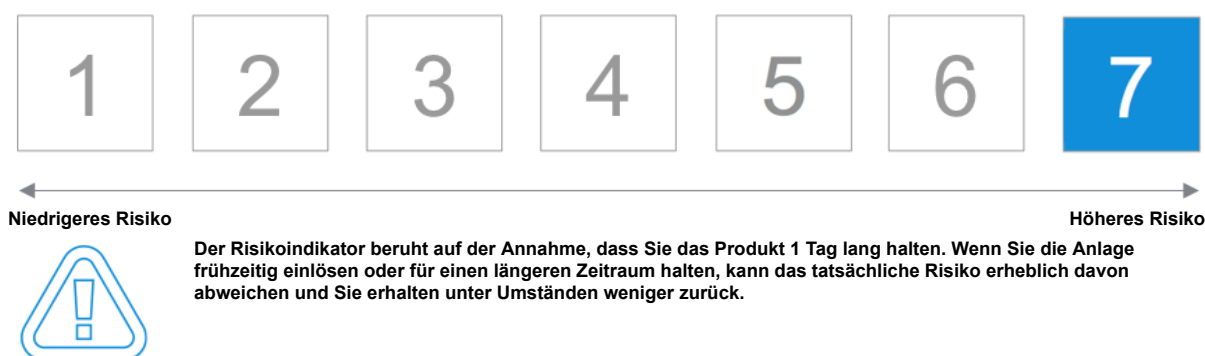 1 2 3 4 5 6 7
Niedrigeres Risiko Höheres Risiko
Der Risikoindikator beruht auf der Annahme, dass Sie das Produkt 1 Tag lang halten. Wenn Sie die Anlage
frühzeitig einlösen oder für einen längeren Zeitraum halten, kann das tatsächliche Risiko erheblich davon
abweichen und Sie erhalten unter Umständen weniger zurück.